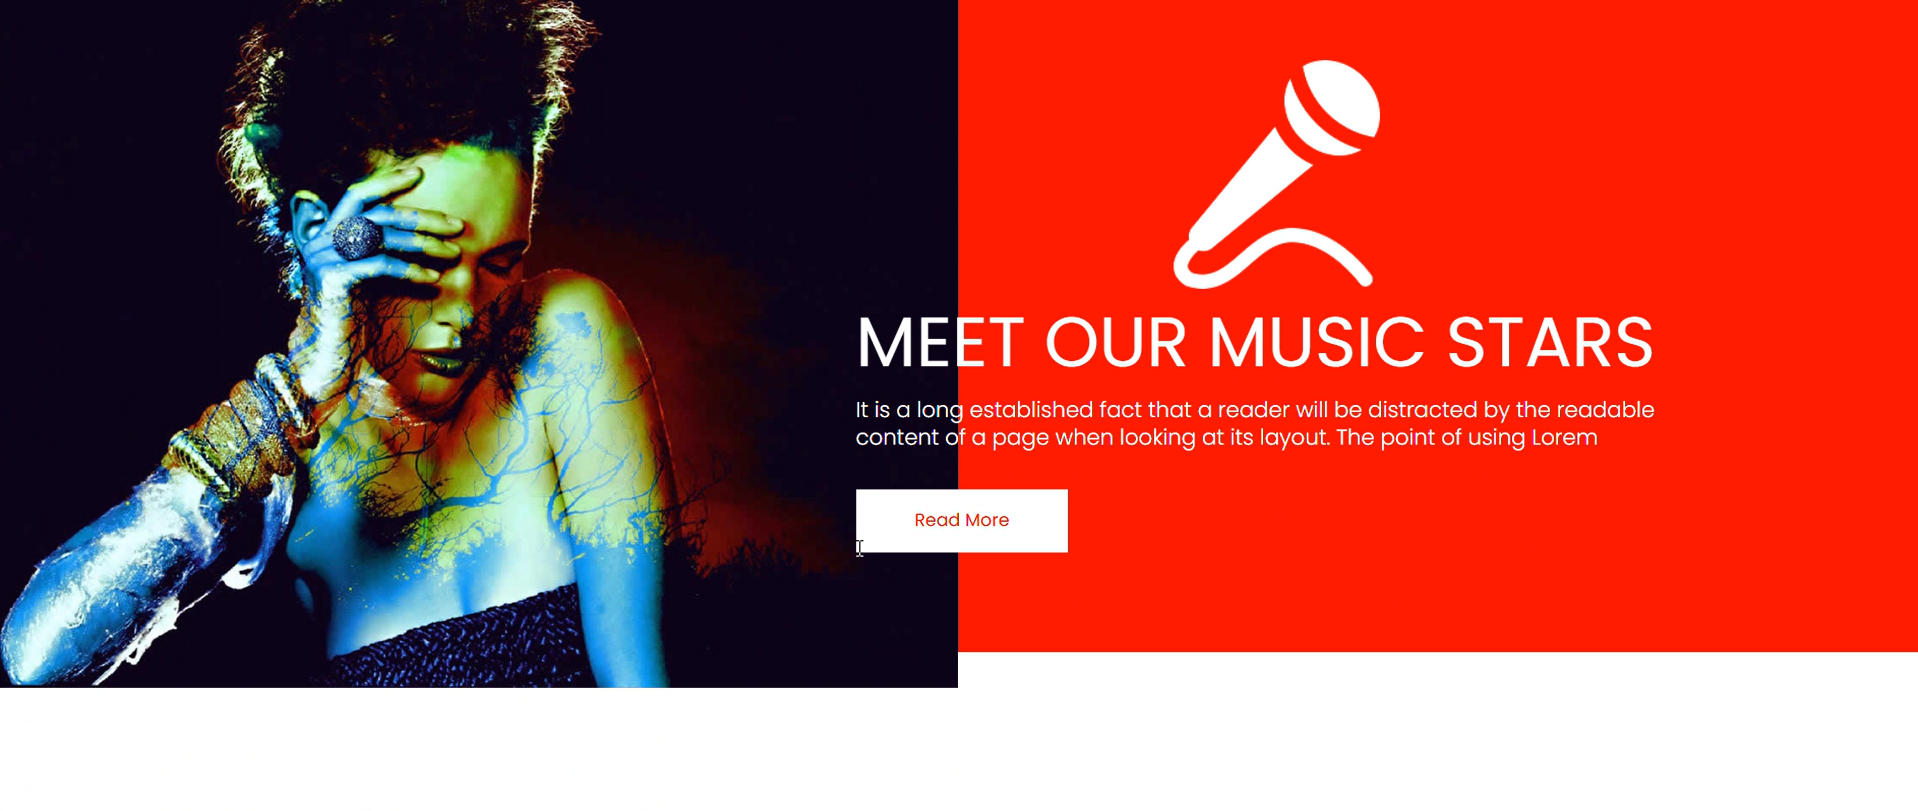 MEET OUR MUSIC STARS
It is a long established fact that a reader will be distracted by the readable
content of a page when looking at its layout. The point of using Lorem
Read More